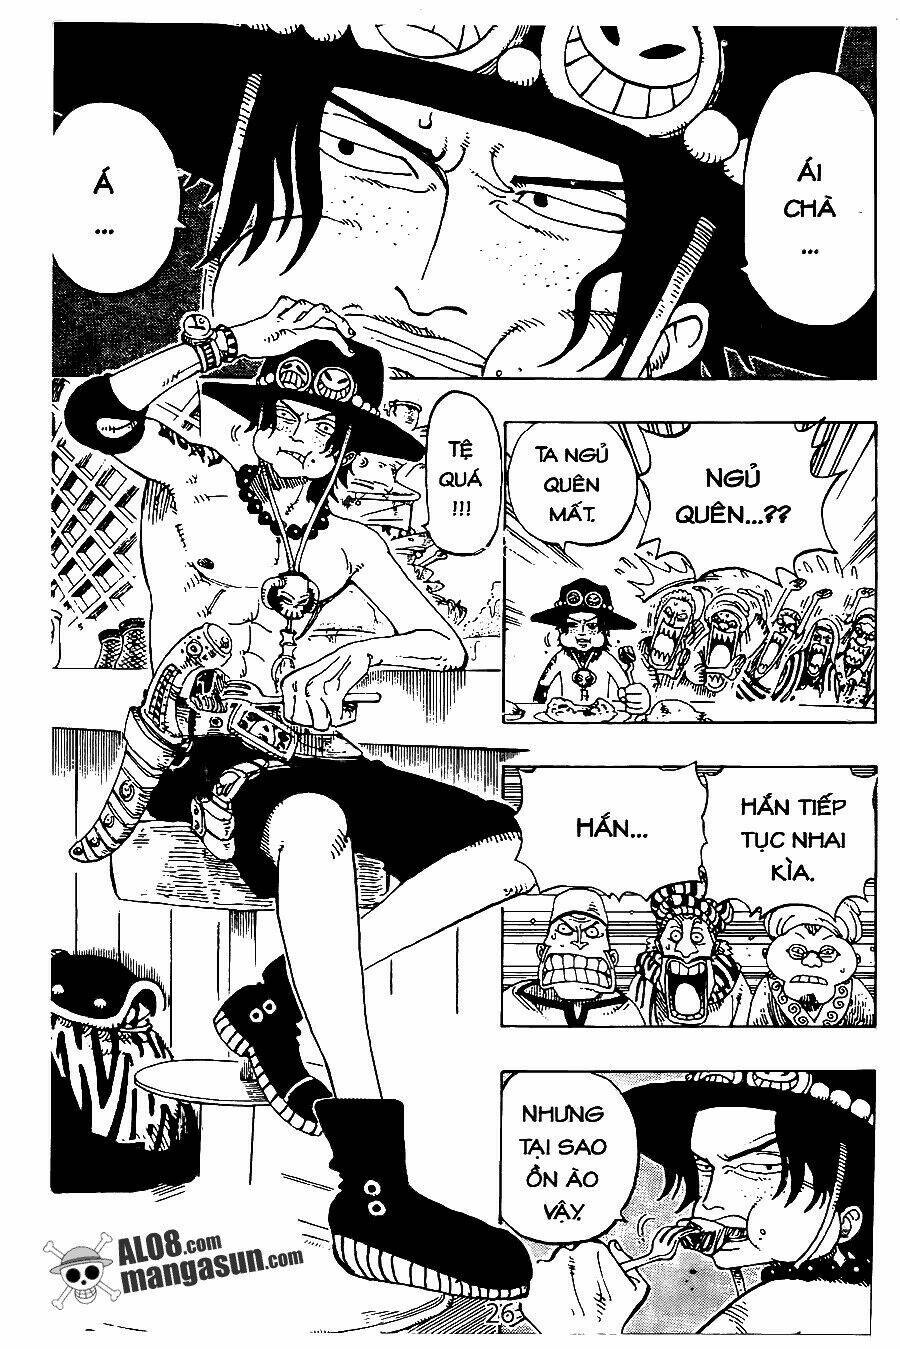 ÁI
CHÀ
...
Á
...
TỆ
QUÁ
!!!
TA NGỦ
QUÊN
MẤT.
NGỦ
QUÊN...??
HẮN...
HẮN TIẾP
TỤC NHAI
KÌA.
NHƯNG
TẠI SAO
ỒN ÀO
VẬY.
AL08.com
mangasun.com
26